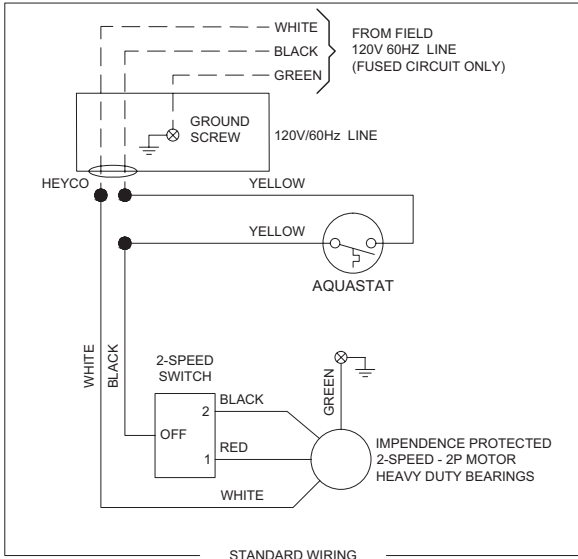 WHITE
BLACK
GREEN
FROM FIELD
120V 60HZ LINE
(FUSED CIRCUIT ONLY)
GROUND
SCREW
120V/60Hz LINE
HEYCO
YELLOW
YELLOW
AQUASTAT
WHITE
BLACK
2-SPEED
SWITCH
OFF
2
1
BLACK
RED
WHITE
GREEN
IMPENDENCE PROTECTED
2-SPEED - 2P MOTOR
HEAVY DUTY BEARINGS
STANDARD WIRING